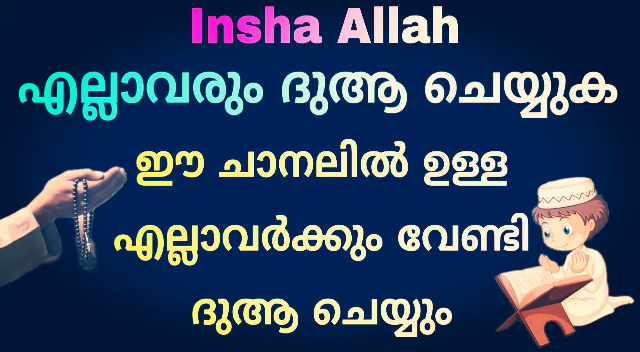 Insha Allah
എല്ലാവരും ദുആ ചെയ്യുക
ഈ ചാനലിൽ ഉള്ള
എല്ലാവർക്കും വേണ്ടി
ദുആ ചെയ്യും